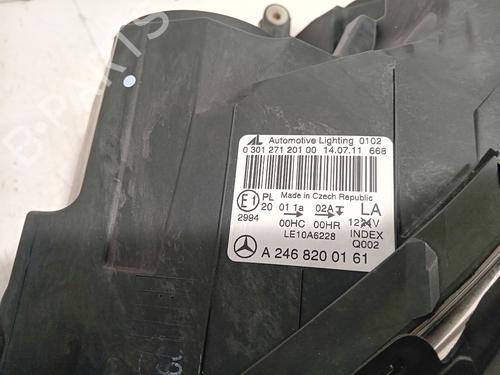 AL Automotive Lighting 0102
0 301 271 201 00 14.07.11 668
Made in Czech Republic
E1 PL 01 1a 02A LA
20
2994 00HC 00HR 1224V
LE10A6228 INDEX
Q002
A 246 820 01 61